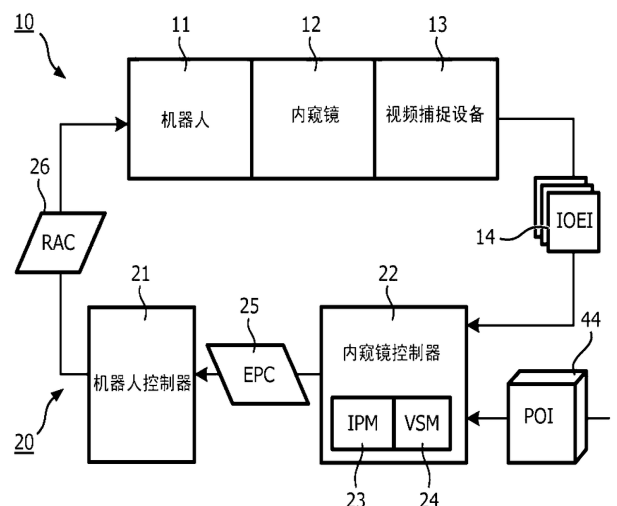 10
11
12
13
机器人
内窥镜
视频捕捉设备
26
RAC
14
IOEI
21
25
22
44
机器人控制器
EPC
内窥镜控制器
POI
IPM
VSM
20
23
24